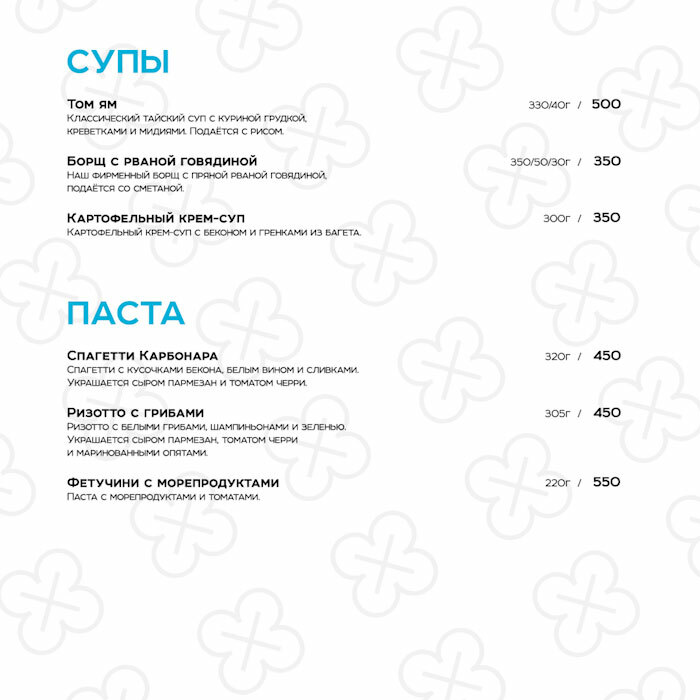 СУПЫ
Том ям 330/40г / 500
Классический тайский суп с куриной грудкой,
креветками и мидиями. Подаётся с рисом.
Борщ с рваной говядиной 350/50/30г / 350
Наш фирменный борщ с пряной рваной говядиной,
подаётся со сметаной.
Картофельный крем-суп 300г / 350
Картофельный крем-суп с беконом и гренками из багета.
ПАСТА
Спагетти Карбонара 320г / 450
Спагетти с кусочками бекона, белым вином и сливками.
Украшается сыром пармезан и томатом черри.
Ризотто с грибами 305г / 450
Ризотто с белыми грибами, шампиньонами и зеленью.
Украшается сыром пармезан, томатом черри
и маринованными опятами.
Фетучини с морепродуктами 220г / 550
Паста с морепродуктами и томатами.